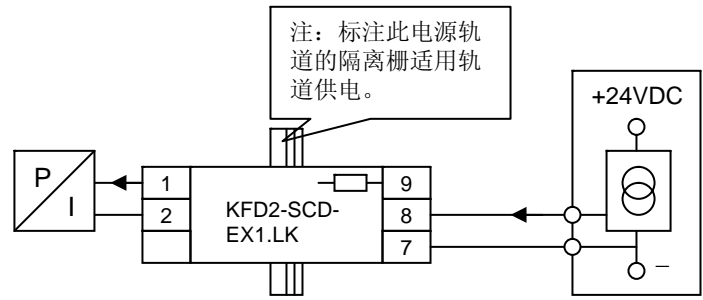 注：标注此电源轨
道的隔离栅适用轨
道供电。
+24VDC
P
I
1
2
KFD2-SCD-
EX1.LK
9
8
7
−